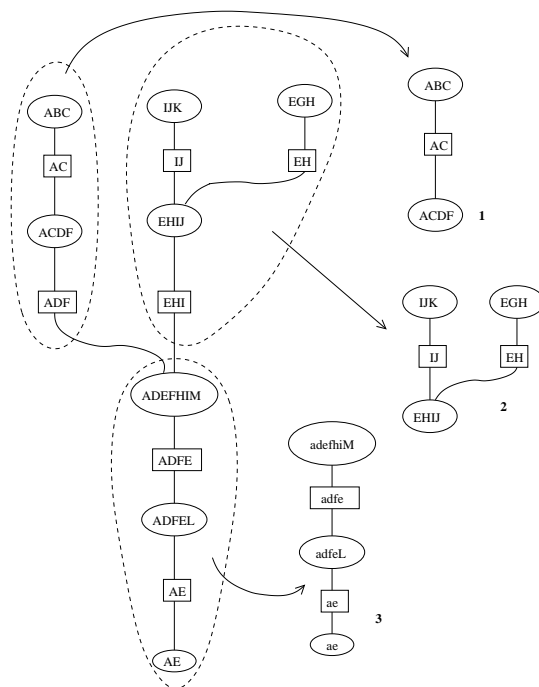 ABC
AC
ACDF
ADF
IJK
EGH
IJ
EH
EHIJ
EHI
ADEFHIM
ADFE
ADFEL
AE
AE
ABC
AC
ACDF
1
IJK
EGH
IJ
EH
EHIJ
2
adefhiM
adfe
adfeL
ae
ae
3